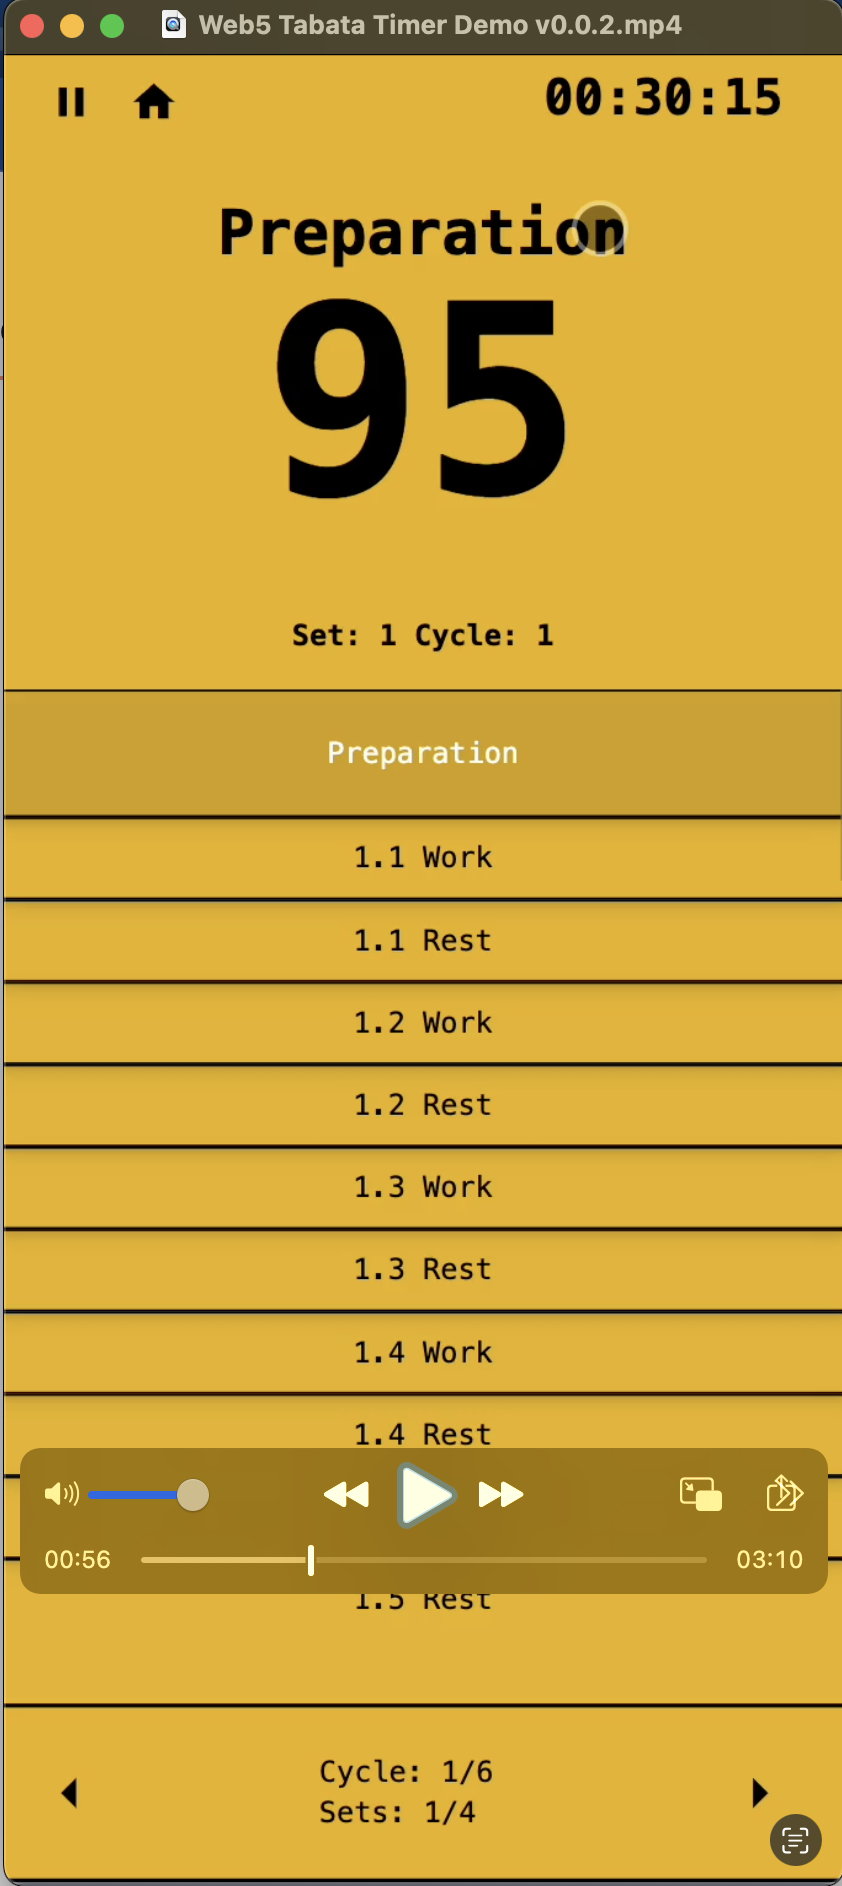 Web5 Tabata Timer Demo v0.0.2.mp4
00:30:15
Preparation
95
Set: 1 Cycle: 1
Preparation
1.1 Work
1.1 Rest
1.2 Work
1.2 Rest
1.3 Work
1.3 Rest
1.4 Work
1.4 Rest
00:56
03:10
1.5 Rest
Cycle: 1/6
Sets: 1/4